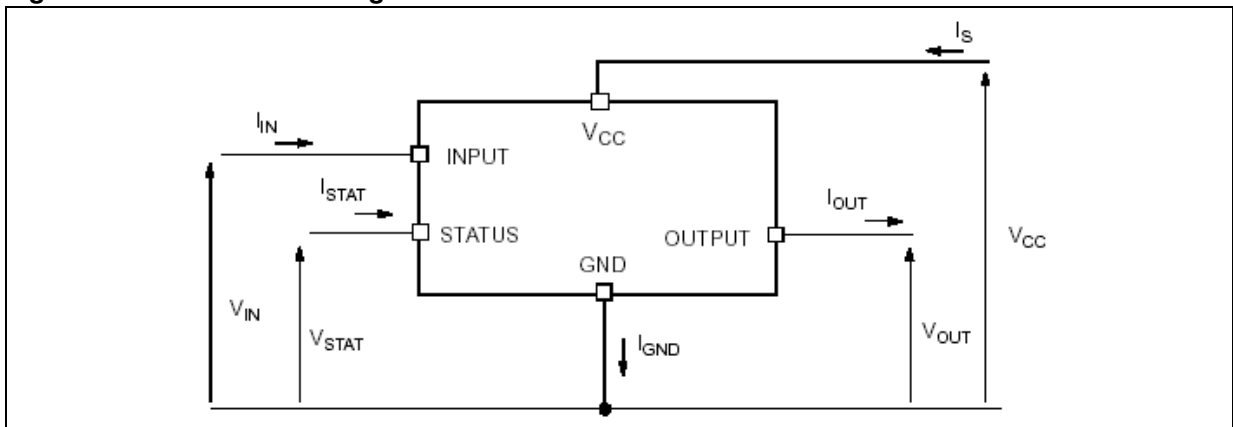 I_S
V_CC
I_IN
INPUT
I_STAT
STATUS
I_OUT
OUTPUT
GND
V_CC
V_IN
V_STAT
I_GND
V_OUT